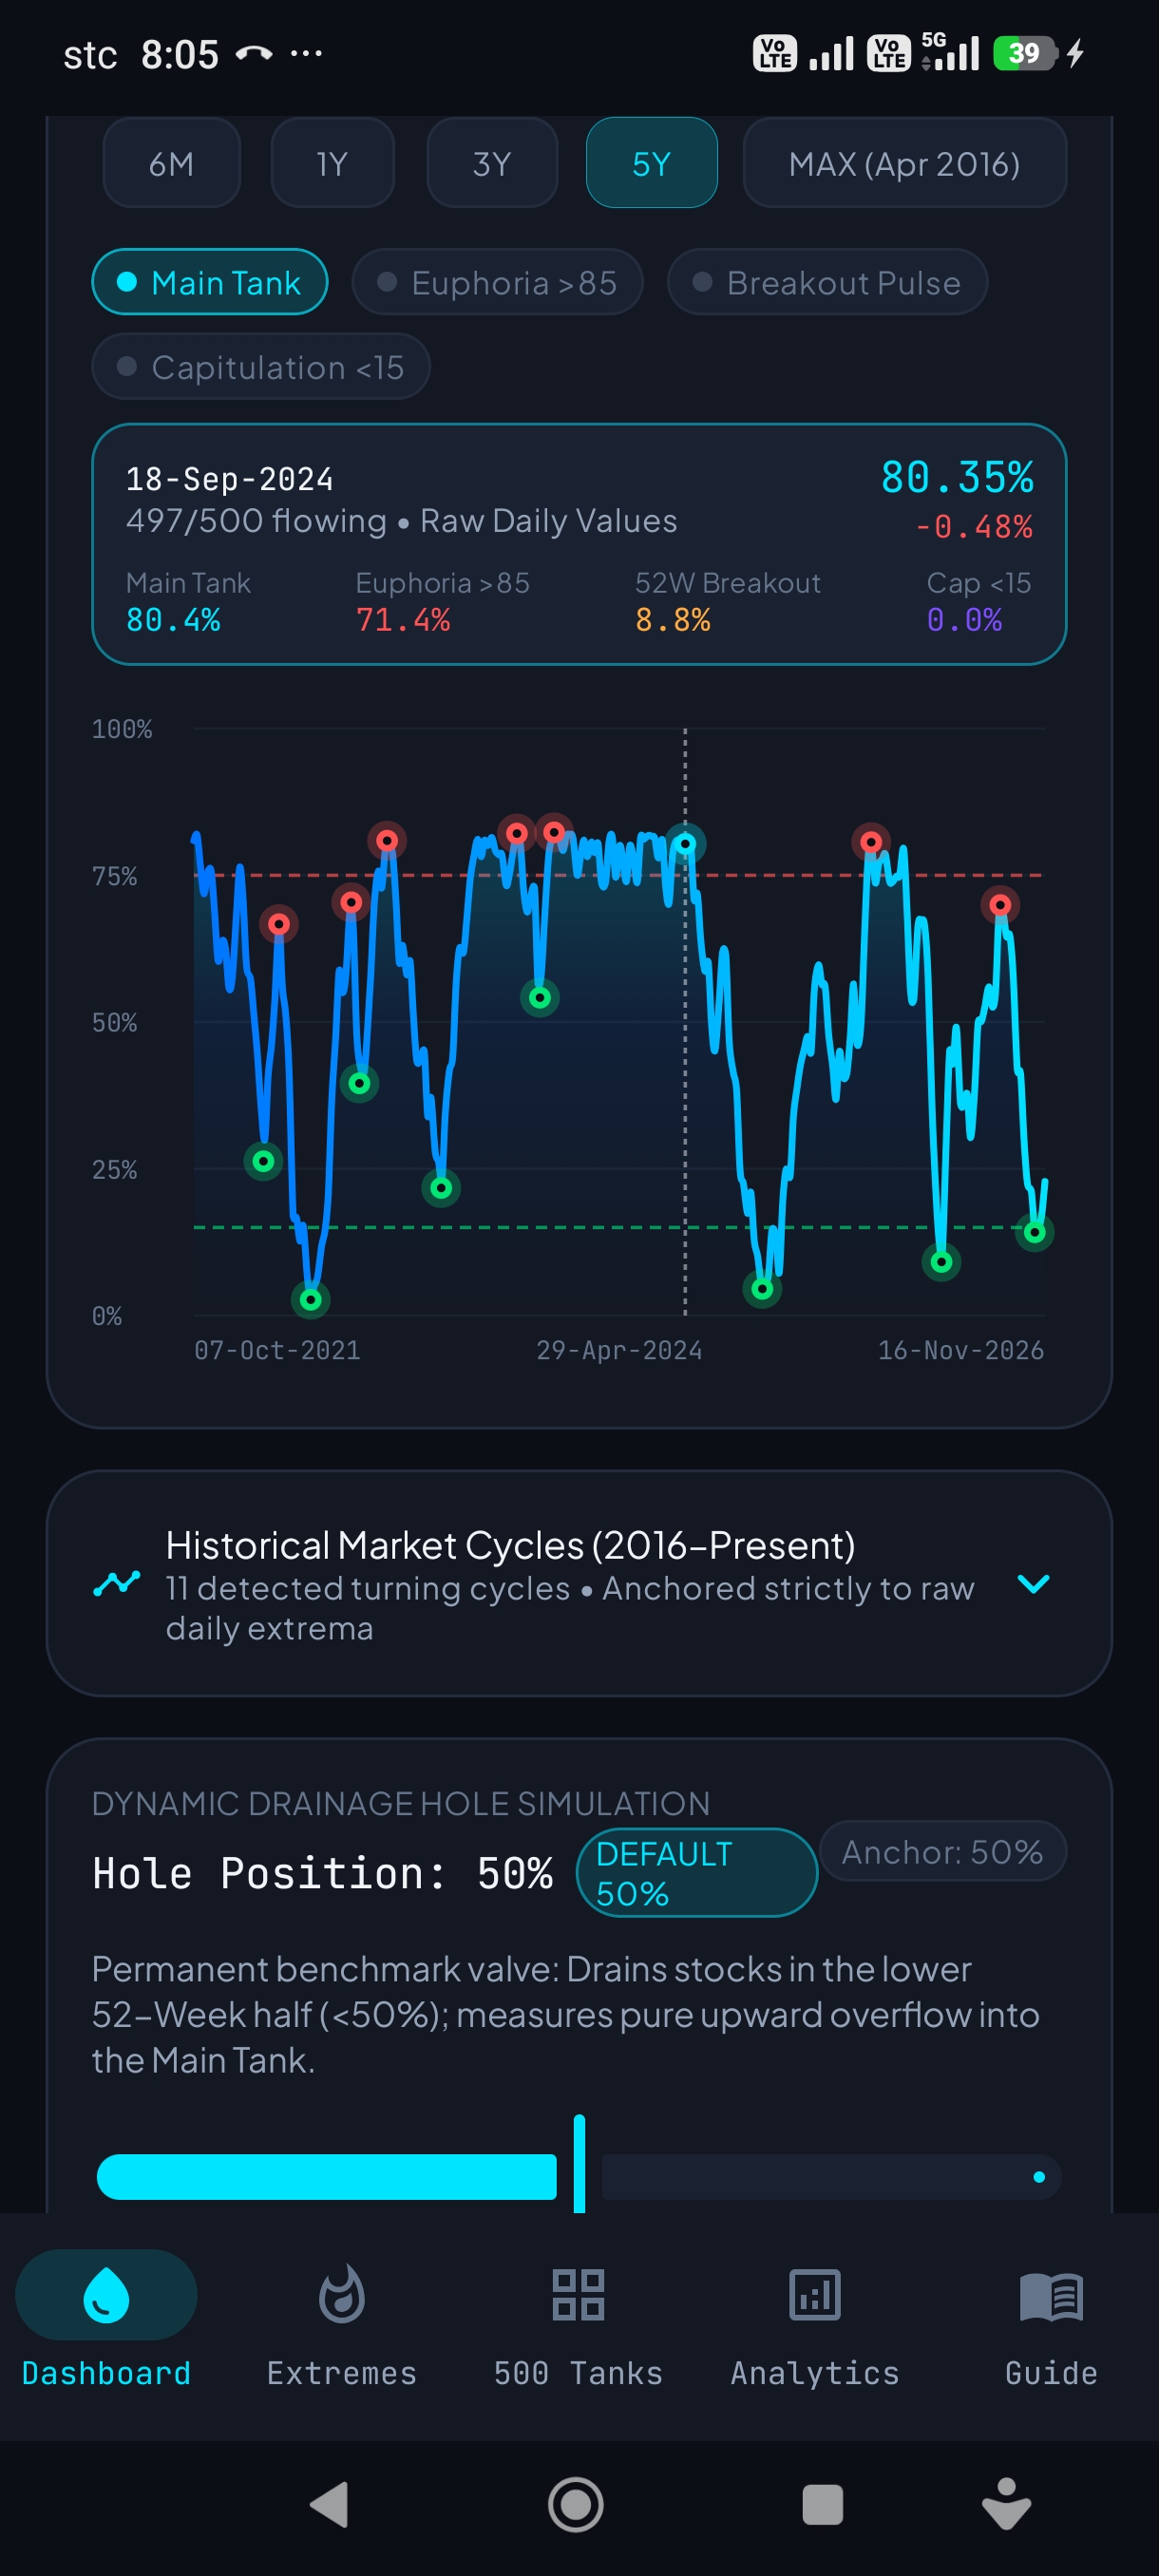 stc 8:05 ...
Vo LTE Vo LTE 5G 39
6M 1Y 3Y 5Y MAX (Apr 2016)
Main Tank Euphoria >85 Breakout Pulse
Capitulation <15
18-Sep-2024 80.35%
497/500 flowing • Raw Daily Values -0.48%
Main Tank Euphoria >85 52W Breakout Cap <15
80.4% 71.4% 8.8% 0.0%
100%
75%
50%
25%
0%
07-Oct-2021 29-Apr-2024 16-Nov-2026
Historical Market Cycles (2016–Present)
11 detected turning cycles • Anchored strictly to raw
daily extrema
DYNAMIC DRAINAGE HOLE SIMULATION
Hole Position: 50% DEFAULT 50% Anchor: 50%
Permanent benchmark valve: Drains stocks in the lower
52–Week half (<50%); measures pure upward overflow into
the Main Tank.
Dashboard Extremes 500 Tanks Analytics Guide